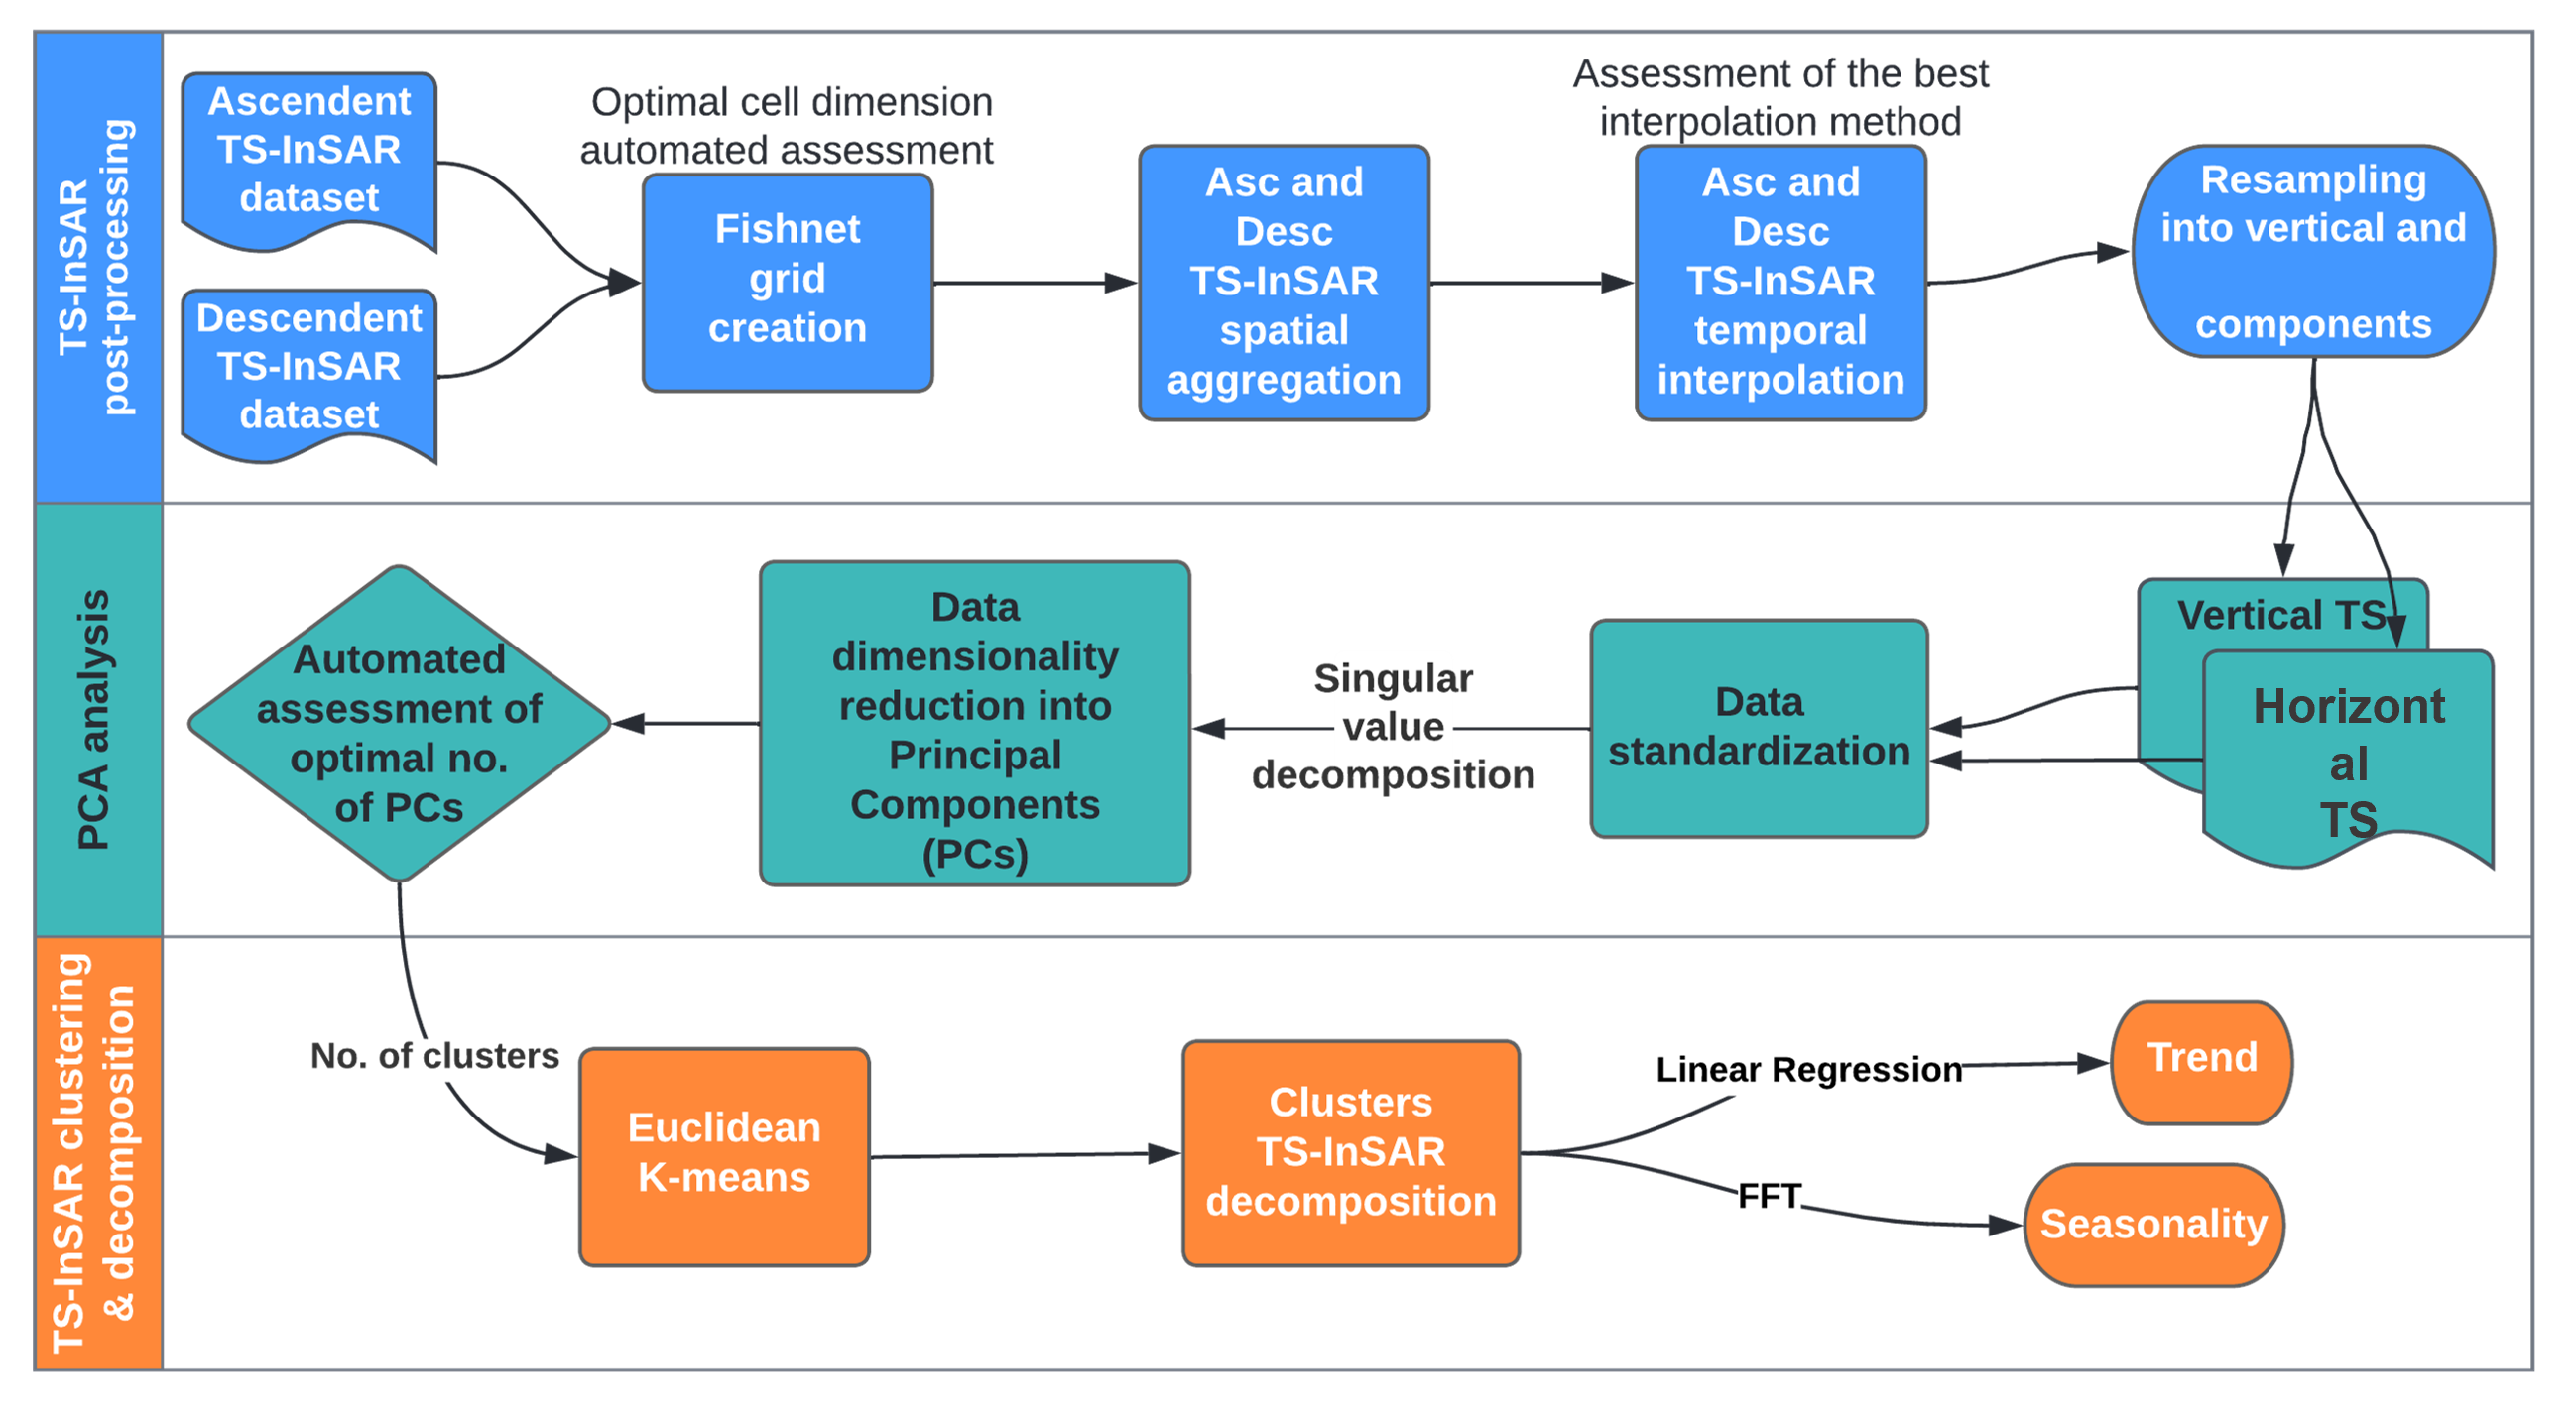 TS-InSAR
post-processing
Ascendent
TS-InSAR
dataset
Descendent
TS-InSAR
dataset
Optimal cell dimension
automated assessment
Fishnet
grid
creation
Asc and
Desc
TS-InSAR
spatial
aggregation
Assessment of the best
interpolation method
Asc and
Desc
TS-InSAR
temporal
interpolation
Resampling
into vertical and
components
PCA analysis
Vertical TS
Horizont
al
TS
Data
standardization
Singular
value
decomposition
Data
dimensionality
reduction into
Principal
Components
(PCs)
Automated
assessment of
optimal no.
of PCs
TS-InSAR clustering
& decomposition
No. of clusters
Euclidean
K-means
Clusters
TS-InSAR
decomposition
Linear Regression
Trend
FFT
Seasonality